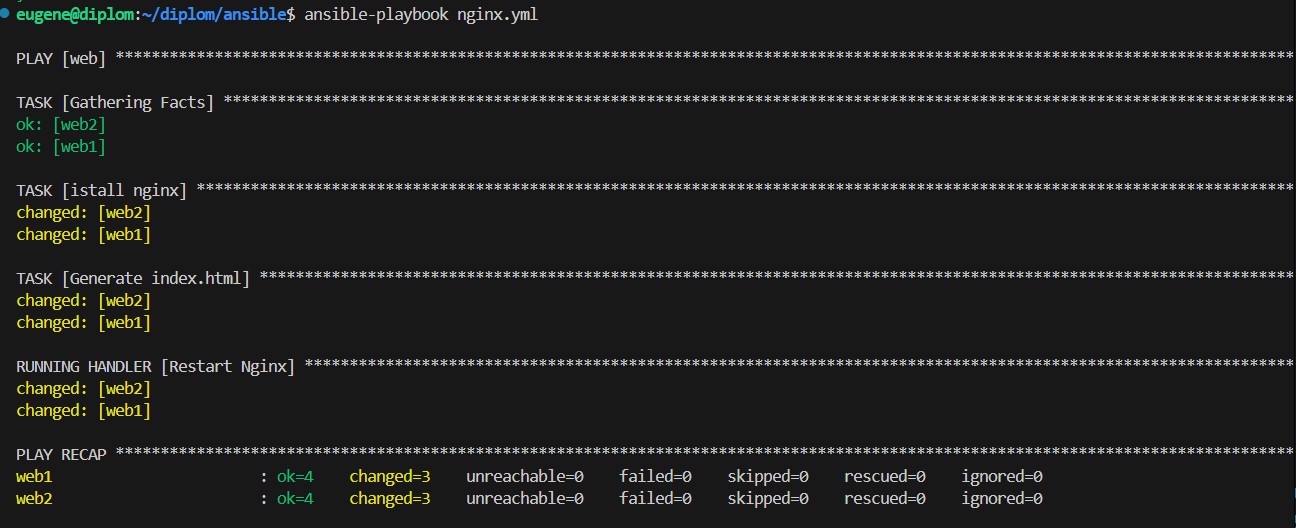 eugene@diplom:~/diplom/ansible$ ansible-playbook nginx.yml
PLAY [web] ***********************************************************************************************************************************
TASK [Gathering Facts] ***********************************************************************************************************************
ok: [web2]
ok: [web1]
TASK [istall nginx] **************************************************************************************************************************
changed: [web2]
changed: [web1]
TASK [Generate index.html] *******************************************************************************************************************
changed: [web2]
changed: [web1]
RUNNING HANDLER [Restart Nginx] **************************************************************************************************************
changed: [web2]
changed: [web1]
PLAY RECAP ***********************************************************************************************************************************
web1                       : ok=4    changed=3    unreachable=0    failed=0    skipped=0    rescued=0    ignored=0
web2                       : ok=4    changed=3    unreachable=0    failed=0    skipped=0    rescued=0    ignored=0